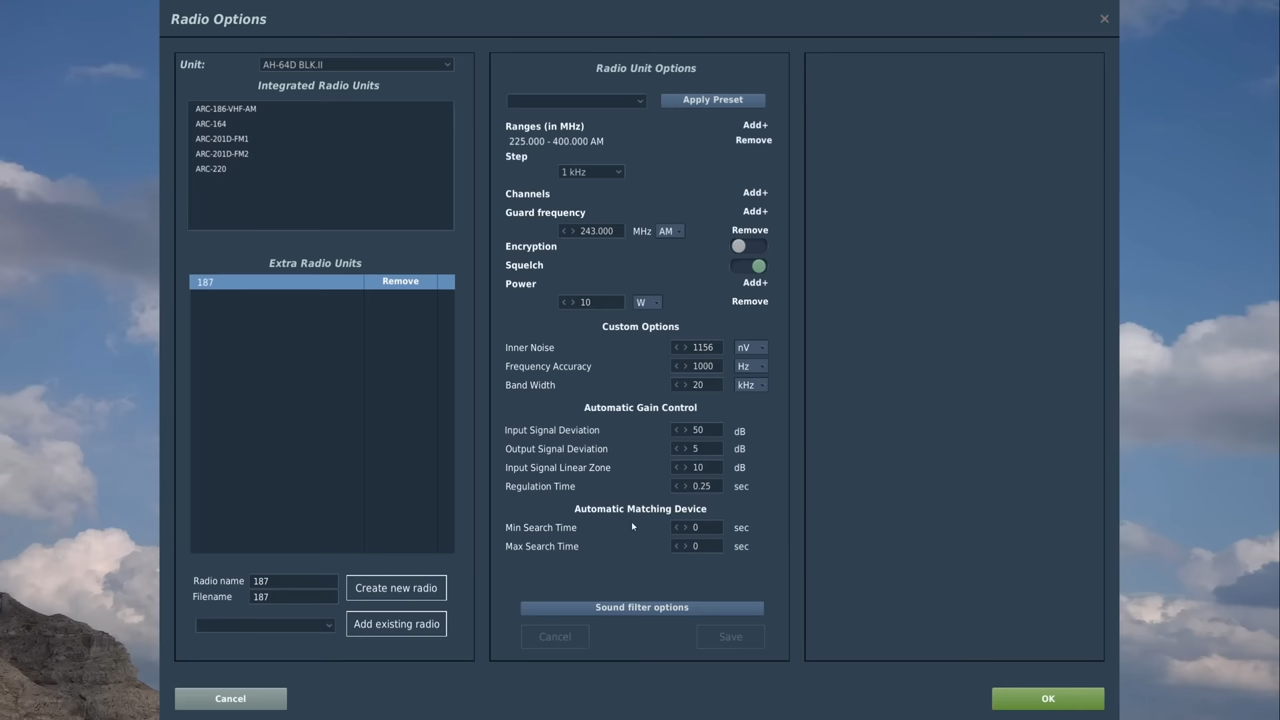 Radio Options
Unit: AH-64D BLK.II
Integrated Radio Units
ARC-186-VHF-AM
ARC-164
ARC-201D-FM1
ARC-201D-FM2
ARC-220
Extra Radio Units
187 Remove
Radio name 187
Filename 187
Create new radio
Add existing radio
Radio Unit Options
Apply Preset
Ranges (in MHz) Add+
225.000 - 400.000 AM Remove
Step
1 kHz
Channels Add+
Guard frequency Add+
243.000 MHz AM Remove
Encryption
Squelch
Power Add+
10 W Remove
Custom Options
Inner Noise 1156 nV
Frequency Accuracy 1000 Hz
Band Width 20 kHz
Automatic Gain Control
Input Signal Deviation 50 dB
Output Signal Deviation 5 dB
Input Signal Linear Zone 10 dB
Regulation Time 0.25 sec
Automatic Matching Device
Min Search Time 0 sec
Max Search Time 0 sec
Sound filter options
Cancel Save
Cancel OK